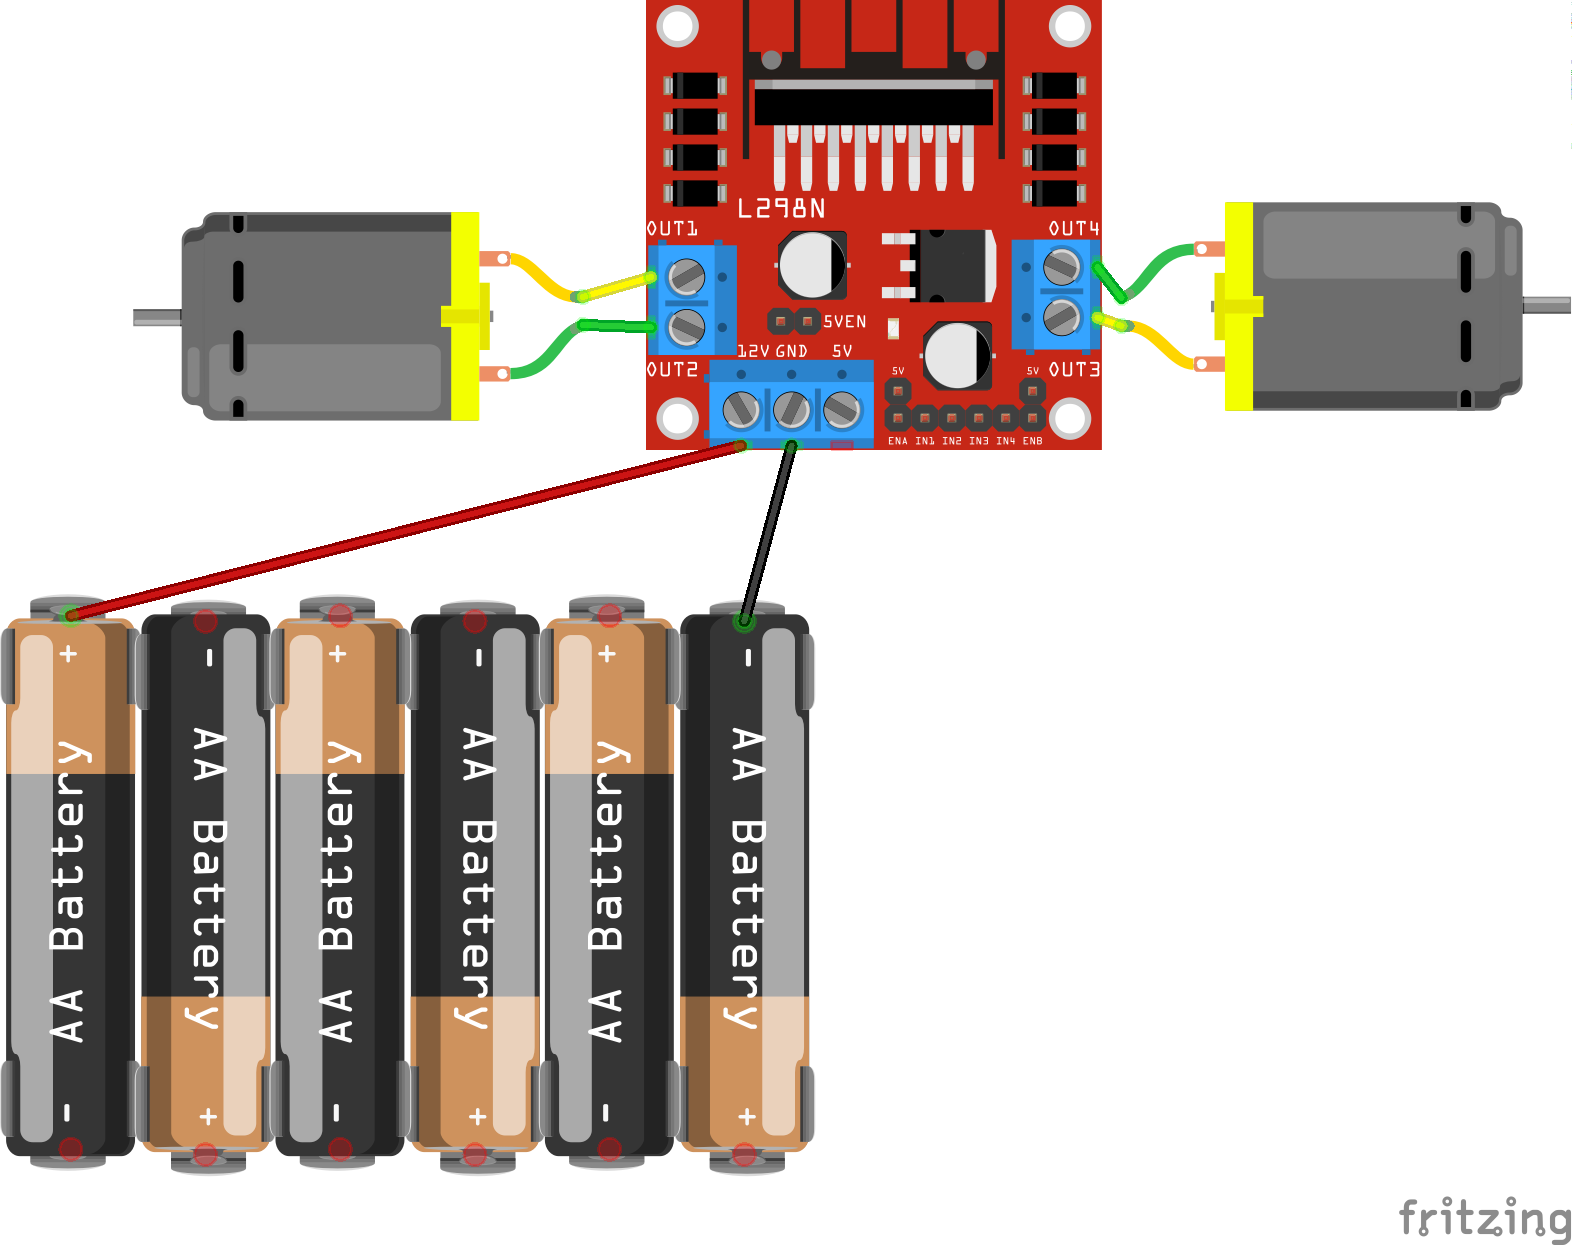 L298N
OUT1
OUT4
5VEN
12V GND 5V
OUT2
OUT3
5V
5V
ENA IN1 IN2 IN3 IN4 ENB
+
-
+
-
+
-
AA Battery
AA Battery
AA Battery
AA Battery
AA Battery
AA Battery
-
+
-
+
-
+
fritzing